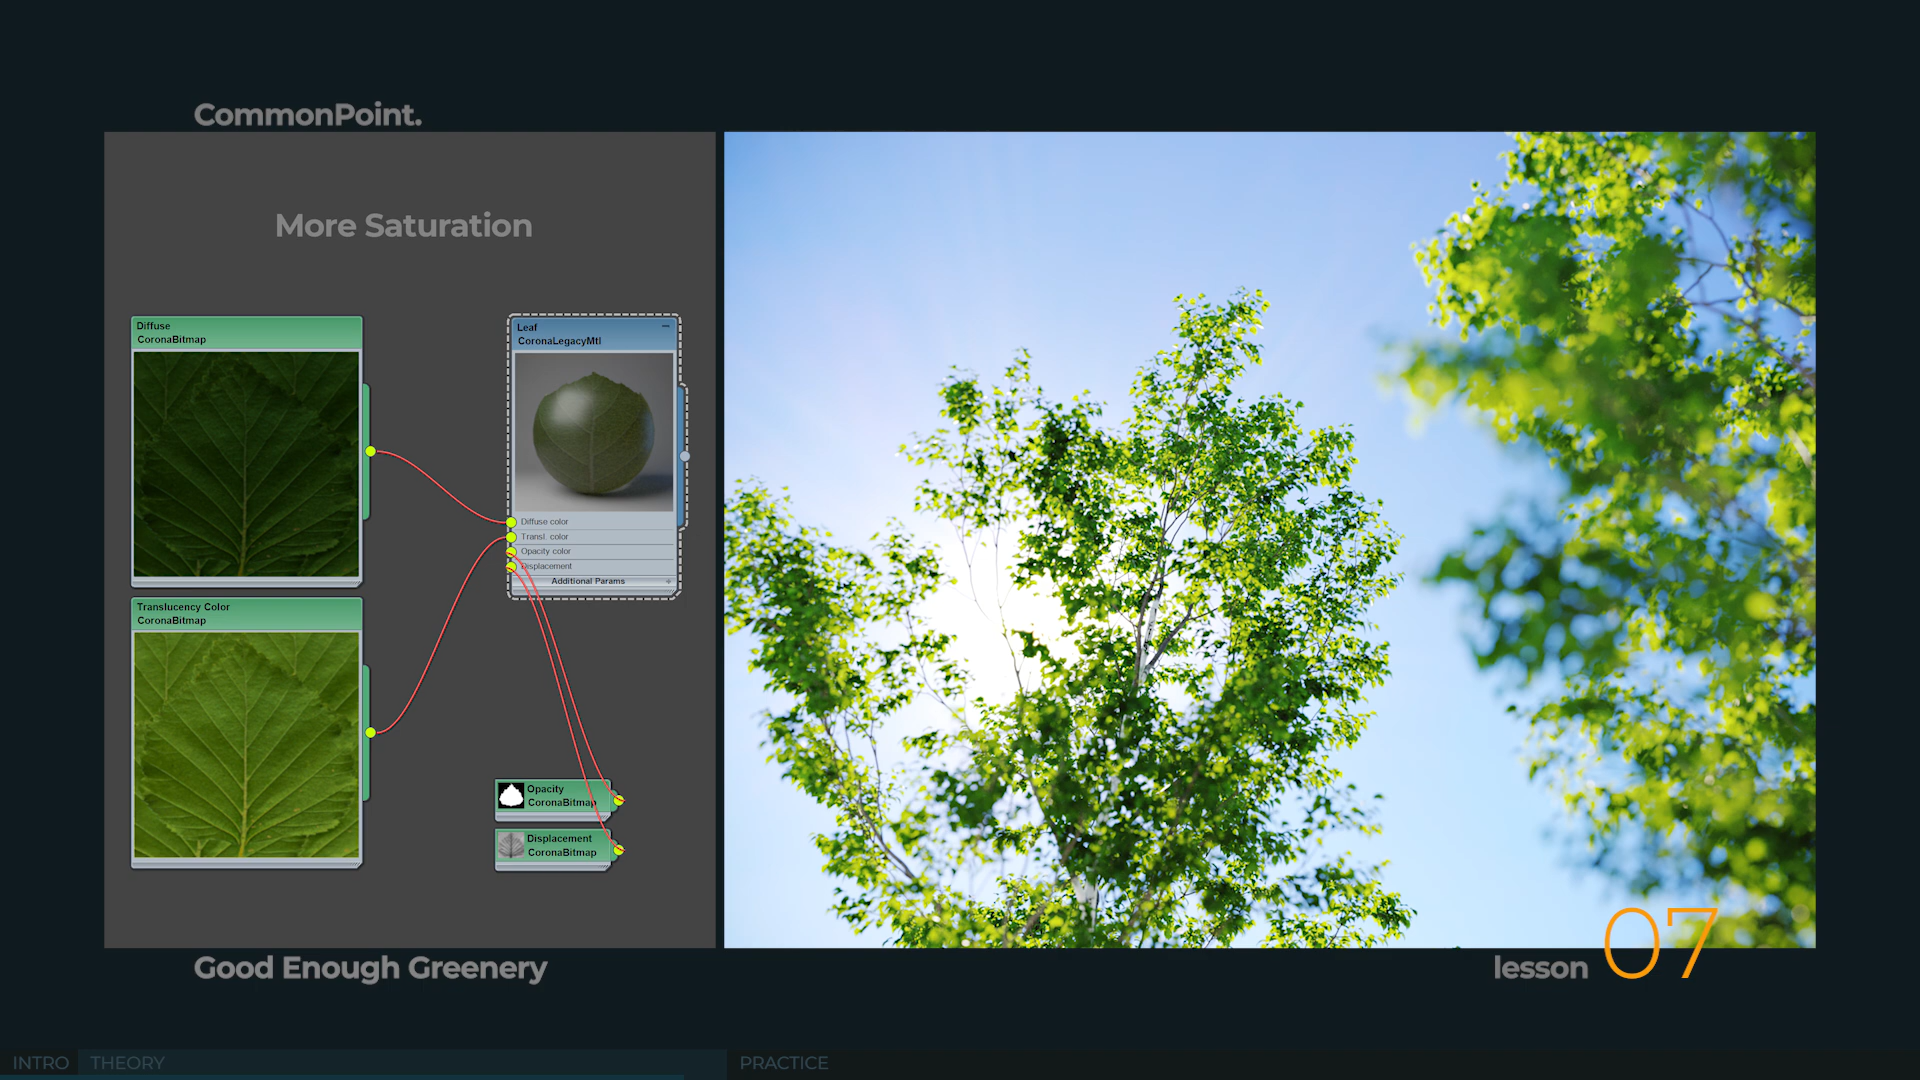 CommonPoint.
More Saturation
Diffuse
CoronaBitmap
Leaf
CoronaLegacyMtl
Diffuse color
Transl. color
Opacity color
Displacement
Additional Params
Translucency Color
CoronaBitmap
Opacity
CoronaBitmap
Displacement
CoronaBitmap
Good Enough Greenery
lesson 07
INTRO THEORY PRACTICE